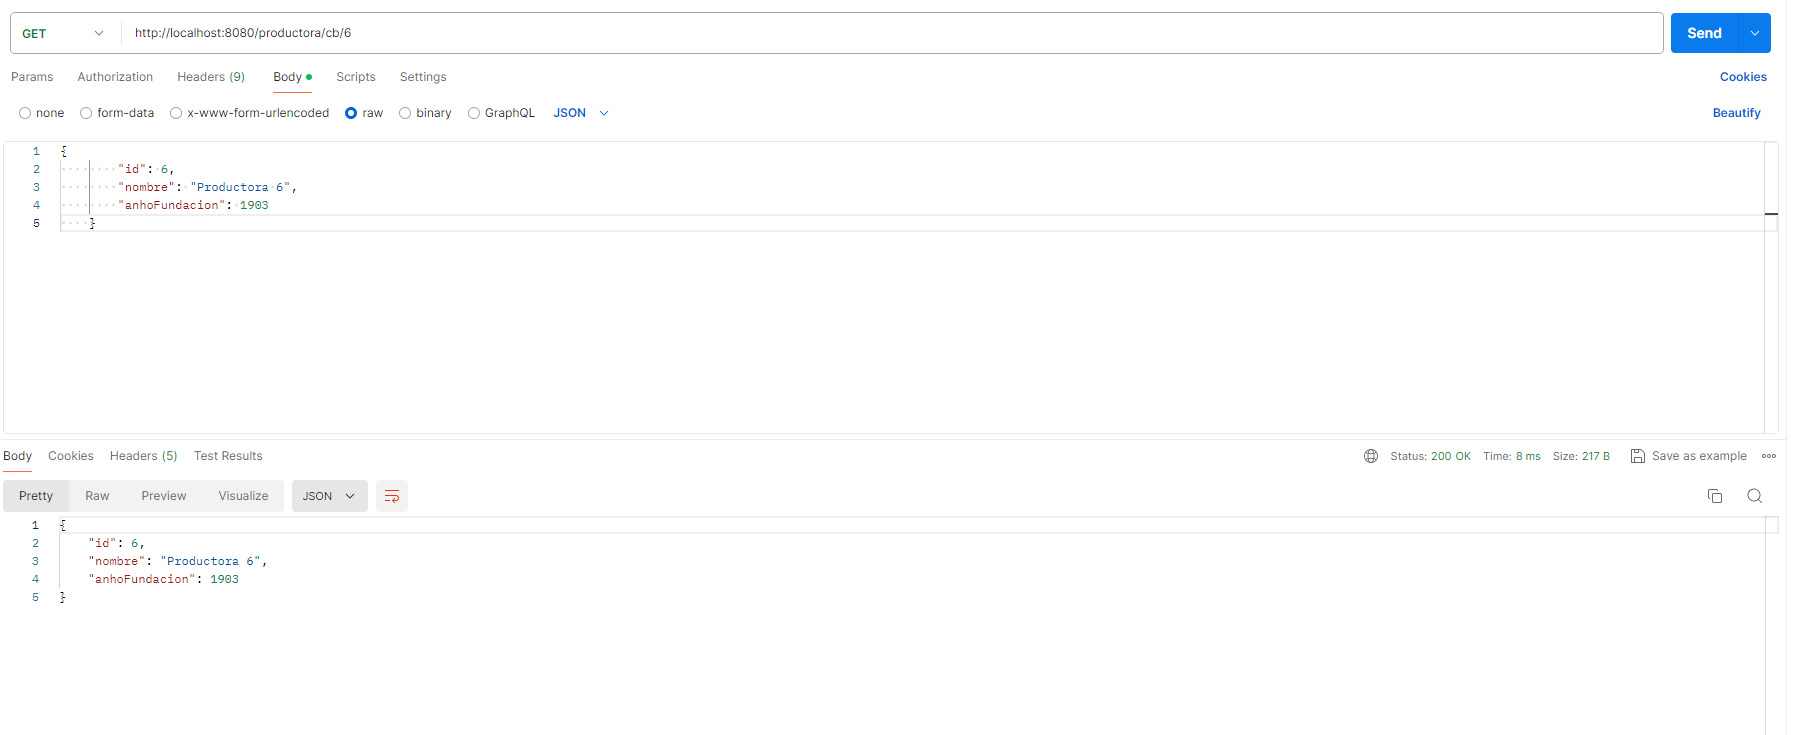 GET http://localhost:8080/productora/cb/6 Send
Params Authorization Headers (9) Body Scripts Settings Cookies
none form-data x-www-form-urlencoded raw binary GraphQL JSON Beautify
1 {
2 "id": 6,
3 "nombre": "Productora 6",
4 "anhoFundacion": 1903
5 }
Body Cookies Headers (5) Test Results Status: 200 OK Time: 8 ms Size: 217 B Save as example
Pretty Raw Preview Visualize JSON
1 {
2 "id": 6,
3 "nombre": "Productora 6",
4 "anhoFundacion": 1903
5 }